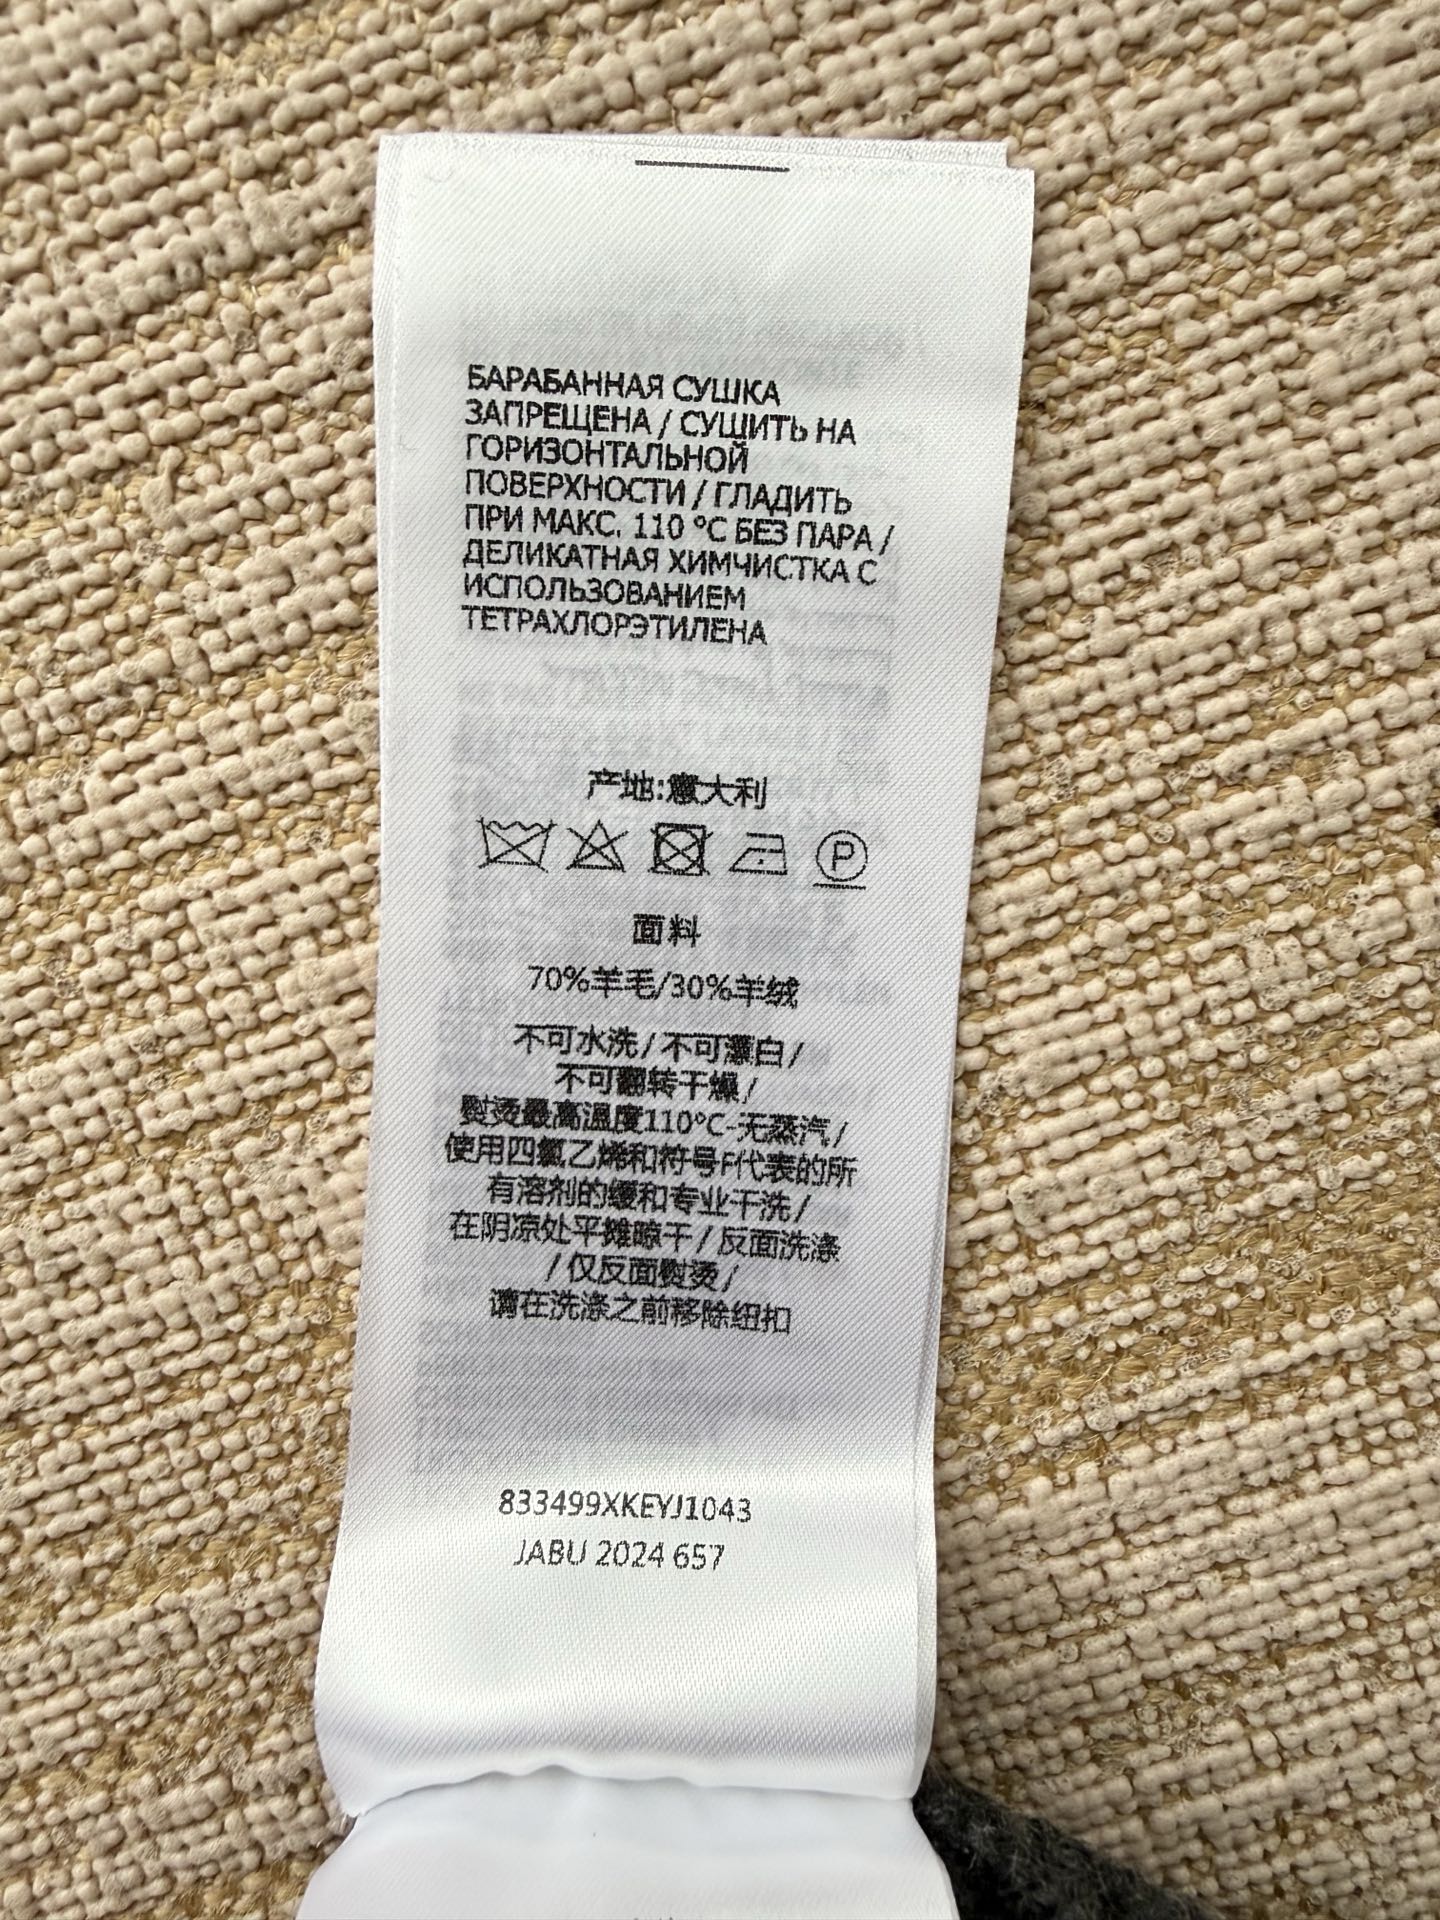 БАРАБАННАЯ СУШКА
ЗАПРЕЩЕНА / СУШИТЬ НА
ГОРИЗОНТАЛЬНОЙ
ПОВЕРХНОСТИ / ГЛАДИТЬ
ПРИ МАКС. 110 °C БЕЗ ПАРА /
ДЕЛИКАТНАЯ ХИМЧИСТКА С
ИСПОЛЬЗОВАНИЕМ
ТЕТРАХЛОРЭТИЛЕНА
产地:意大利
P
面料
70%羊毛/30%羊绒
不可水洗/不可漂白/
不可翻转干燥/
熨烫最高温度110°C-无蒸汽/
使用四氯乙烯和符号F代表的所
有溶剂的缓和专业干洗/
在阴凉处平摊晾干/反面洗涤
/仅反面熨烫/
请在洗涤之前移除纽扣
833499XKEYJ1043
JABU 2024 657